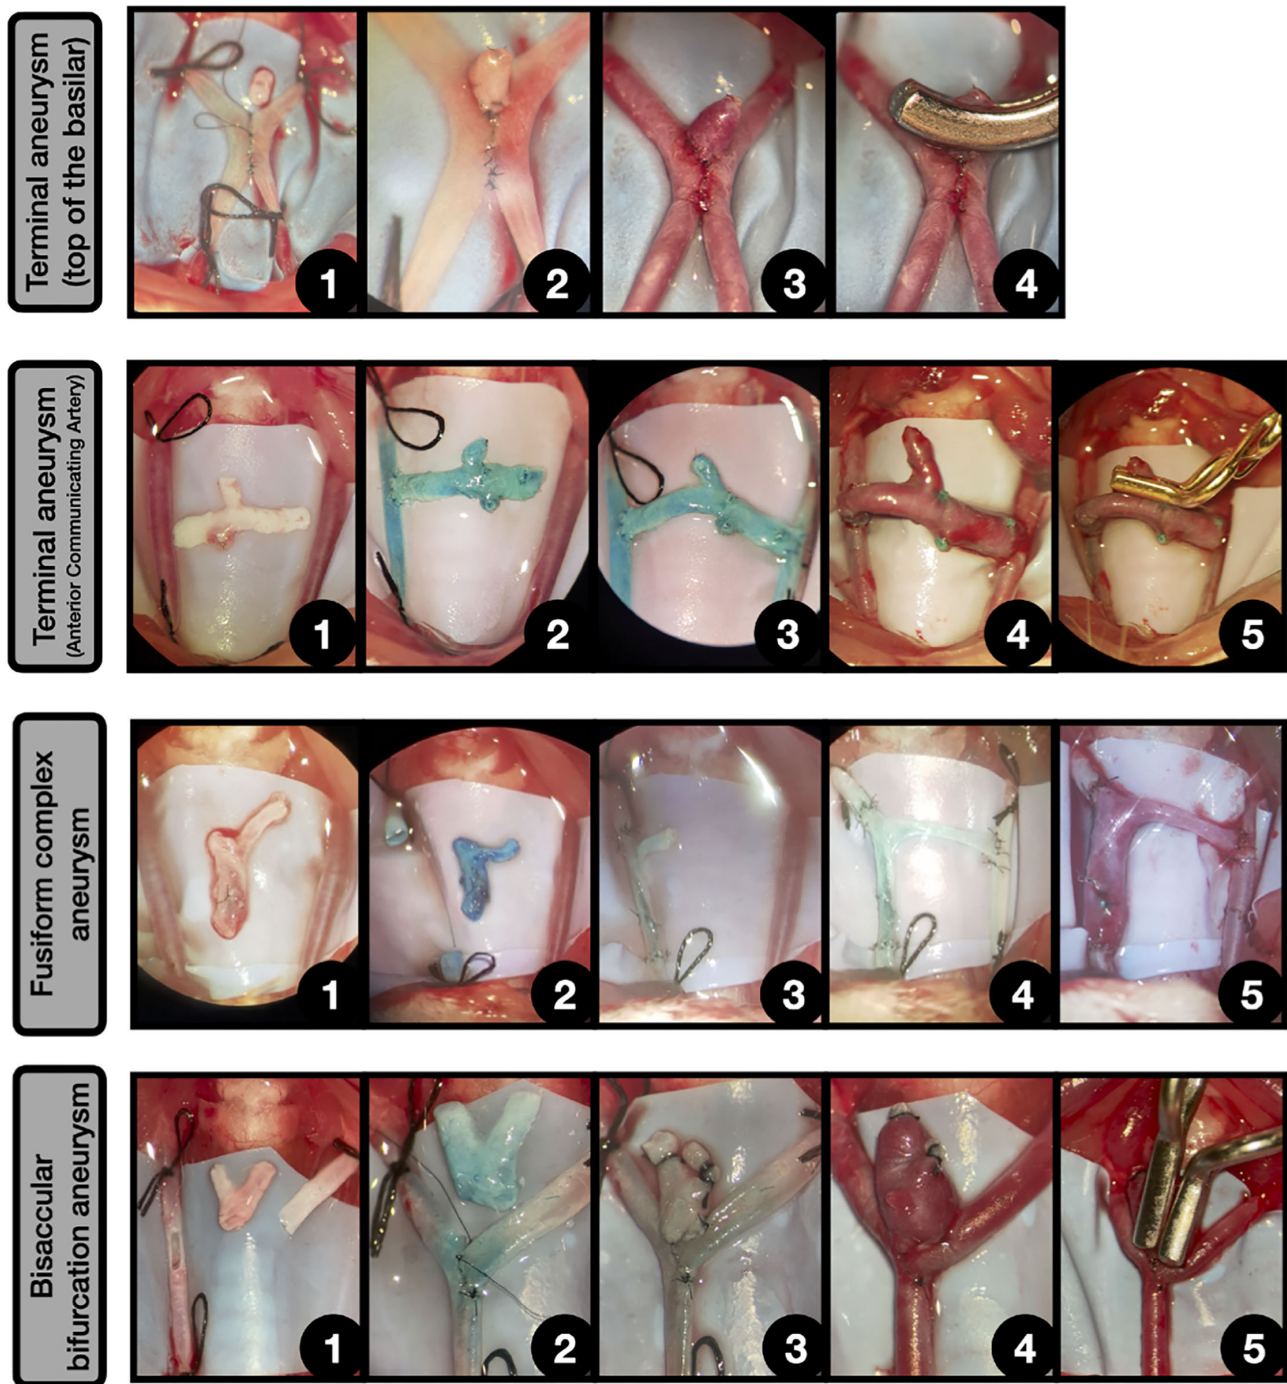 Terminal aneurysm
(top of the basilar)
1
2
3
4
Terminal aneurysm
(Anterior Communicating Artery)
1
2
3
4
5
Fusiform complex
aneurysm
1
2
3
4
5
Bisaccular
bifurcation aneurysm
1
2
3
4
5